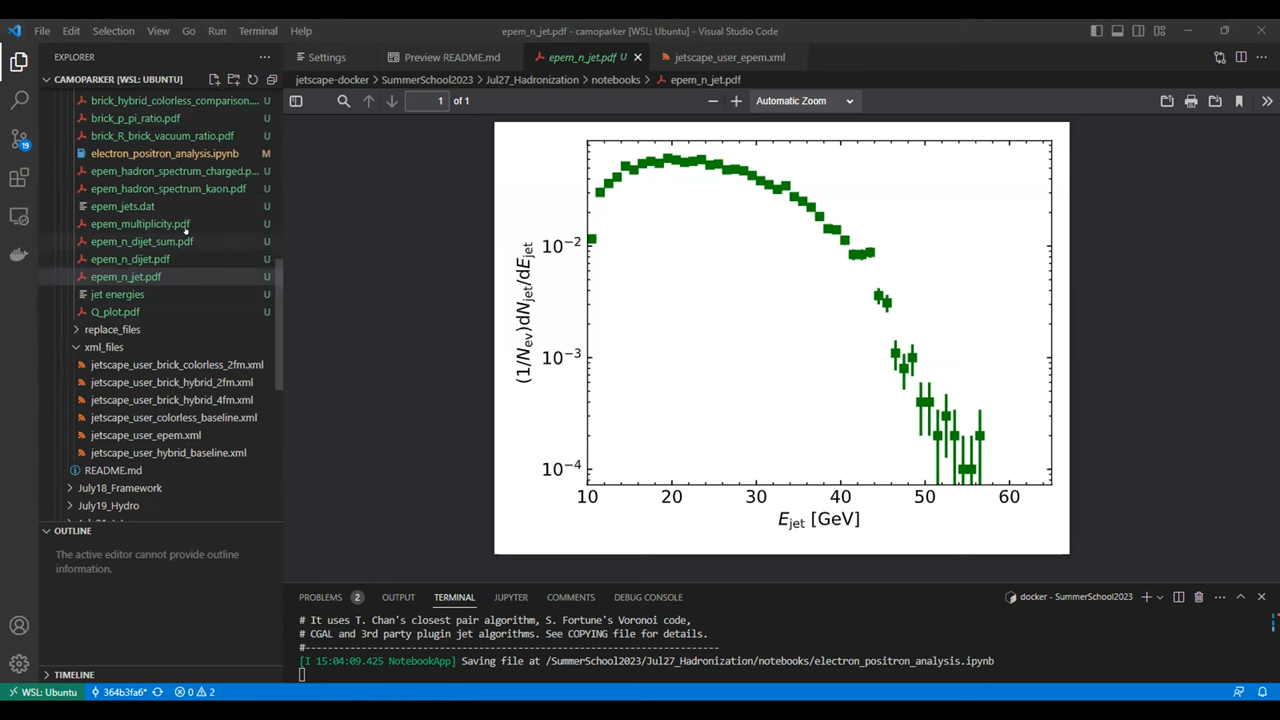 File Edit Selection View Go Run Terminal Help
epem_n_jet.pdf - camoparker [WSL: Ubuntu] - Visual Studio Code
EXPLORER
Settings
Preview README.md
epem_n_jet.pdf U
jetscape_user_epem.xml
CAMOPARKER [WSL: UBUNTU]
jetscape-docker > SummerSchool2023 > Jul27_Hadronization > notebooks > epem_n_jet.pdf
1 of 1
Automatic Zoom
brick_hybrid_colorless_comparison.... U
brick_p_pi_ratio.pdf U
brick_R_brick_vacuum_ratio.pdf U
electron_positron_analysis.ipynb M
epem_hadron_spectrum_charged.p... U
epem_hadron_spectrum_kaon.pdf U
epem_jets.dat U
epem_multiplicity.pdf U
epem_n_dijet_sum.pdf U
epem_n_dijet.pdf U
epem_n_jet.pdf U
jet energies U
Q_plot.pdf U
replace_files
xml_files
jetscape_user_brick_colorless_2fm.xml
jetscape_user_brick_hybrid_2fm.xml
jetscape_user_brick_hybrid_4fm.xml
jetscape_user_colorless_baseline.xml
jetscape_user_epem.xml
jetscape_user_hybrid_baseline.xml
README.md
July18_Framework
July19_Hydro
19
OUTLINE
The active editor cannot provide outline
information.
TIMELINE
(1/N_ev)dN_jet/dE_jet
10⁻²
10⁻³
10⁻⁴
10 20 30 40 50 60
E_jet [GeV]
PROBLEMS 2 OUTPUT TERMINAL JUPYTER COMMENTS DEBUG CONSOLE
docker - SummerSchool2023
# It uses T. Chan's closest pair algorithm, S. Fortune's Voronoi code,
# CGAL and 3rd party plugin jet algorithms. See COPYING file for details.
#--------------------------------------------------------------------------
[I 15:04:09.425 NotebookApp] Saving file at /SummerSchool2023/Jul27_Hadronization/notebooks/electron_positron_analysis.ipynb
WSL: Ubuntu 364b3fa6* 0 2